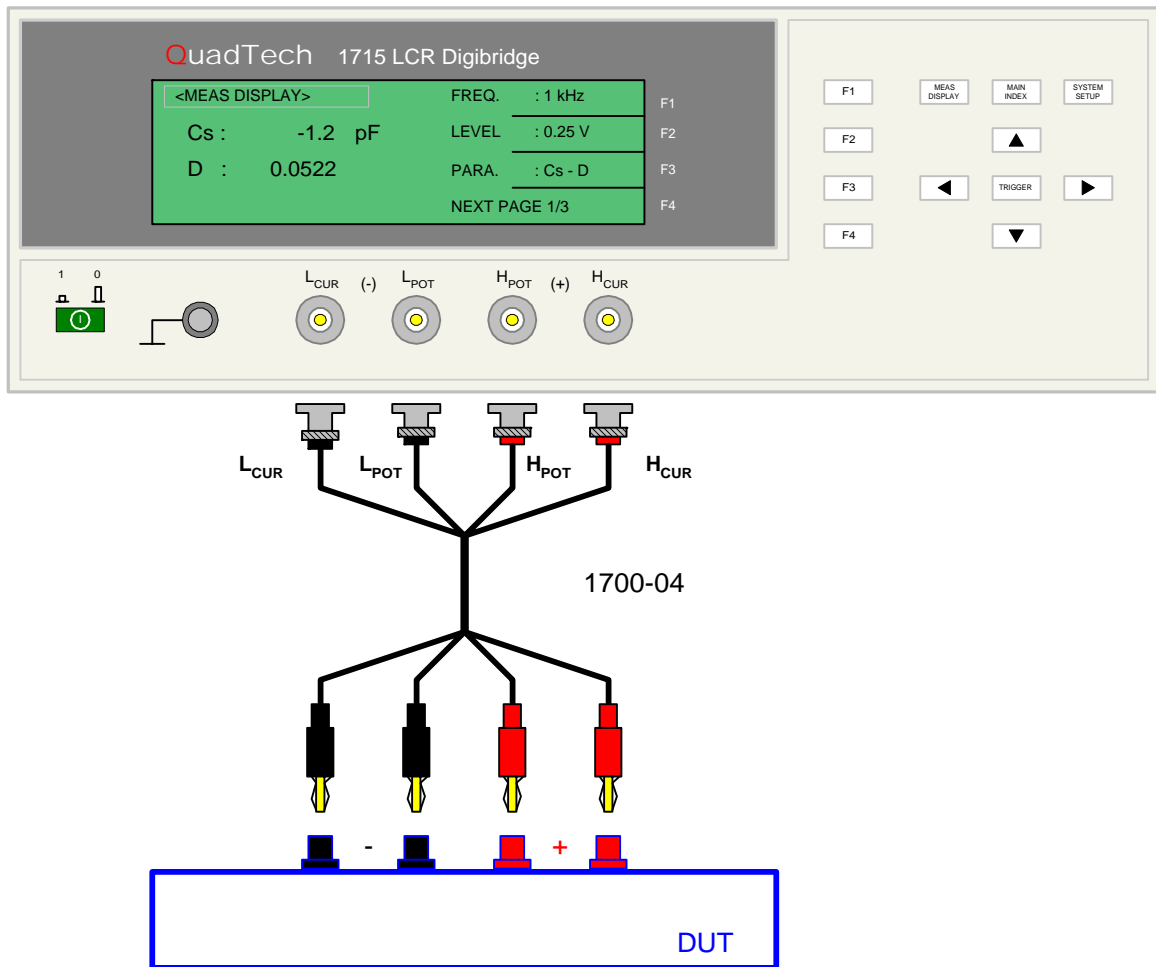 QuadTech 1715 LCR Digibridge
<MEAS DISPLAY>
FREQ. : 1 kHz
F1
Cs : -1.2 pF
LEVEL : 0.25 V
F2
D : 0.0522
PARA. : Cs - D
F3
NEXT PAGE 1/3
F4
F1
MEAS
DISPLAY
MAIN
INDEX
SYSTEM
SETUP
F2
F3
TRIGGER
F4
1 0
LCUR (-) LPOT HPOT (+) HCUR
LCUR LPOT HPOT HCUR
1700-04
- +
DUT